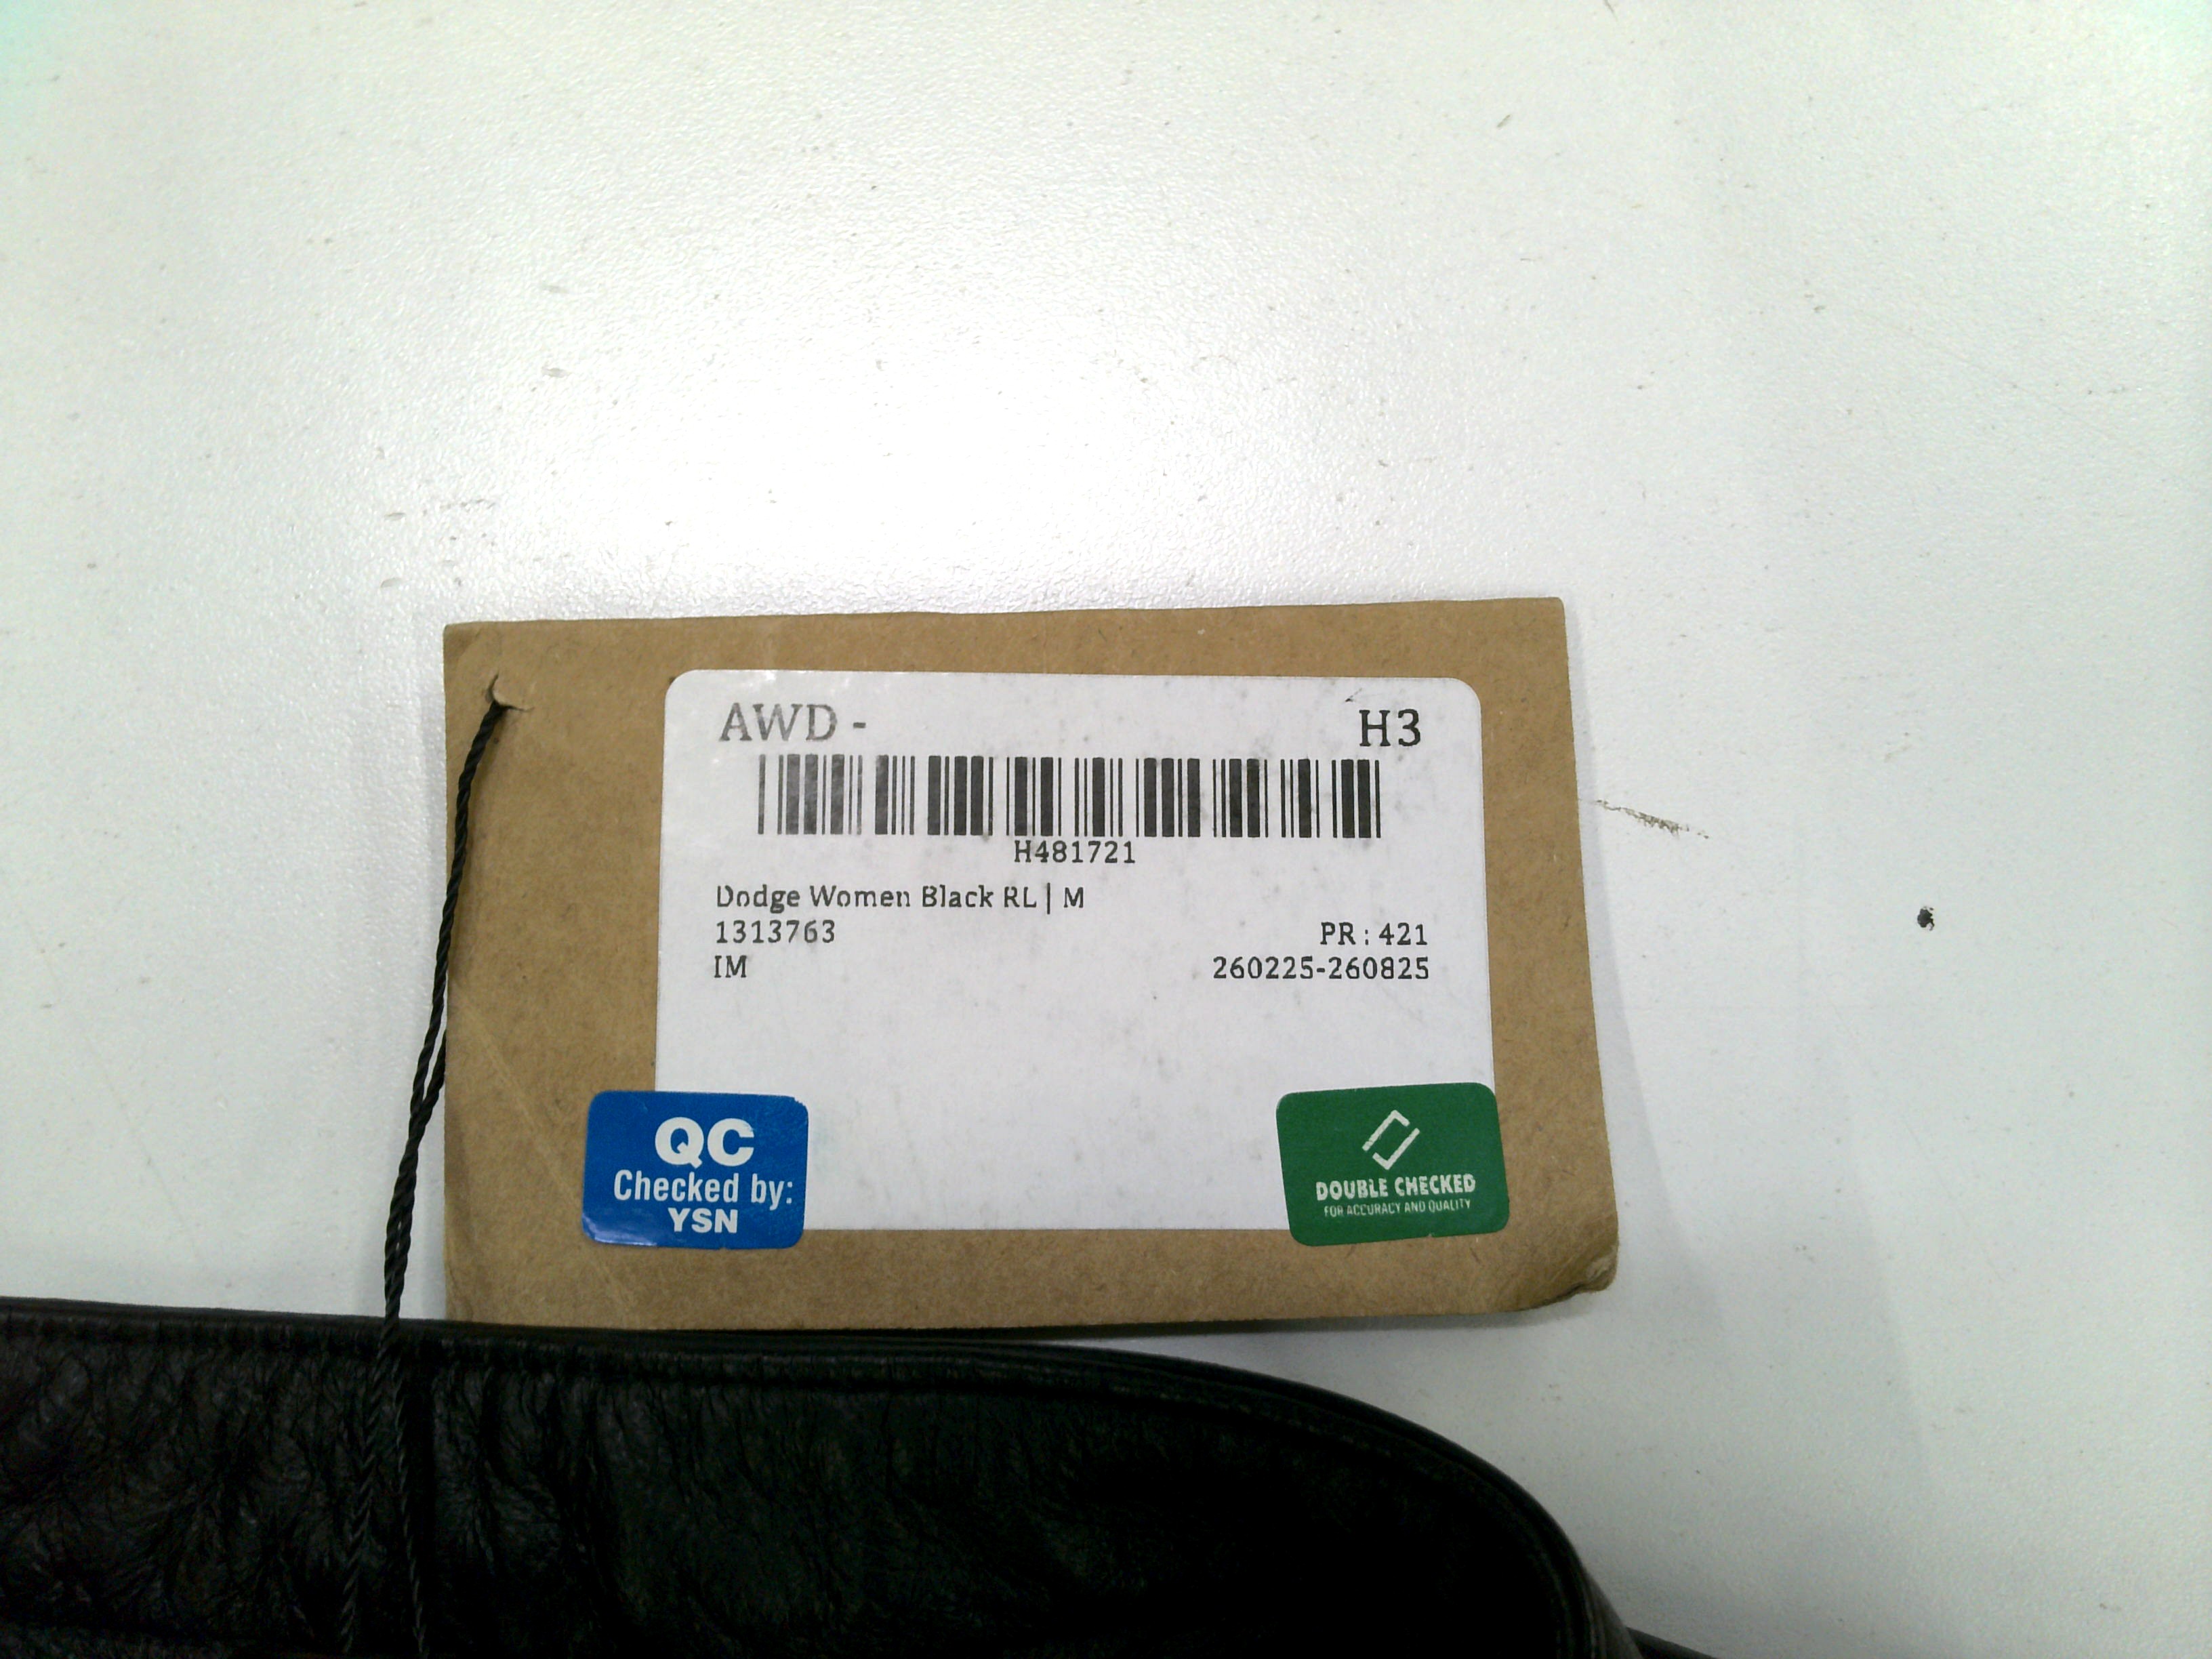 AWD - H3
H481721
Dodge Women Black RL | M
1313763 PR : 421
IM 260225-260825
QC
Checked by:
YSN
DOUBLE CHECKED
FOR ACCURACY AND QUALITY